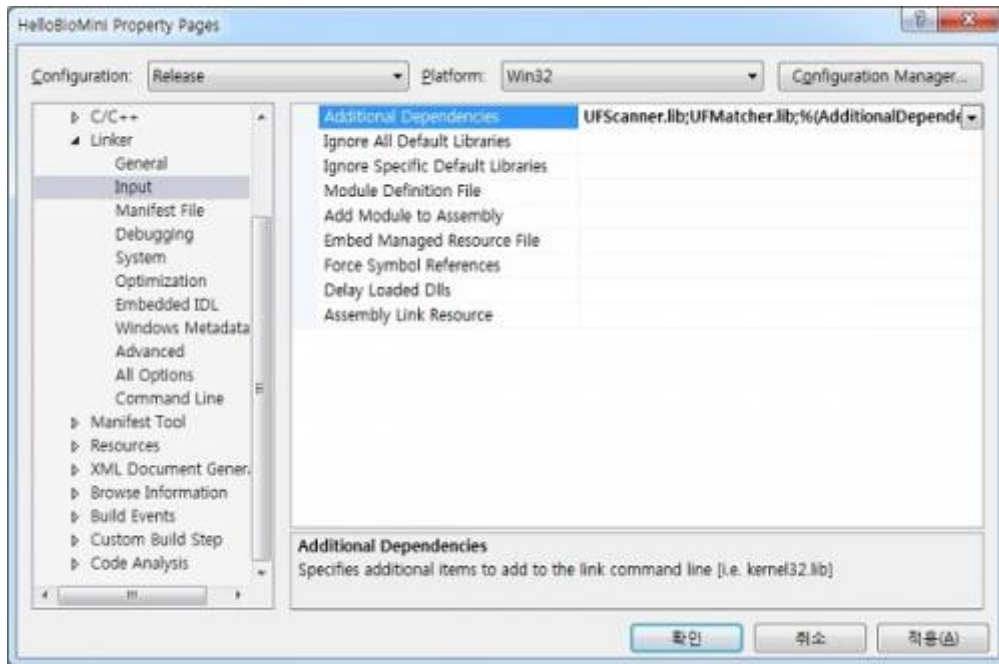 HelloBioMini Property Pages
Configuration: Release Platform: Win32 Configuration Manager...
C/C++
Linker
General
Input
Manifest File
Debugging
System
Optimization
Embedded IDL
Windows Metadata
Advanced
All Options
Command Line
Manifest Tool
Resources
XML Document Gener
Browse Information
Build Events
Custom Build Step
Code Analysis
Additional Dependencies UFScanner.lib;UFMatcher.lib;%(AdditionalDepende
Ignore All Default Libraries
Ignore Specific Default Libraries
Module Definition File
Add Module to Assembly
Embed Managed Resource File
Force Symbol References
Delay Loaded Dlls
Assembly Link Resource
Additional Dependencies
Specifies additional items to add to the link command line [i.e. kernel32.lib]
확인 취소 적용(A)